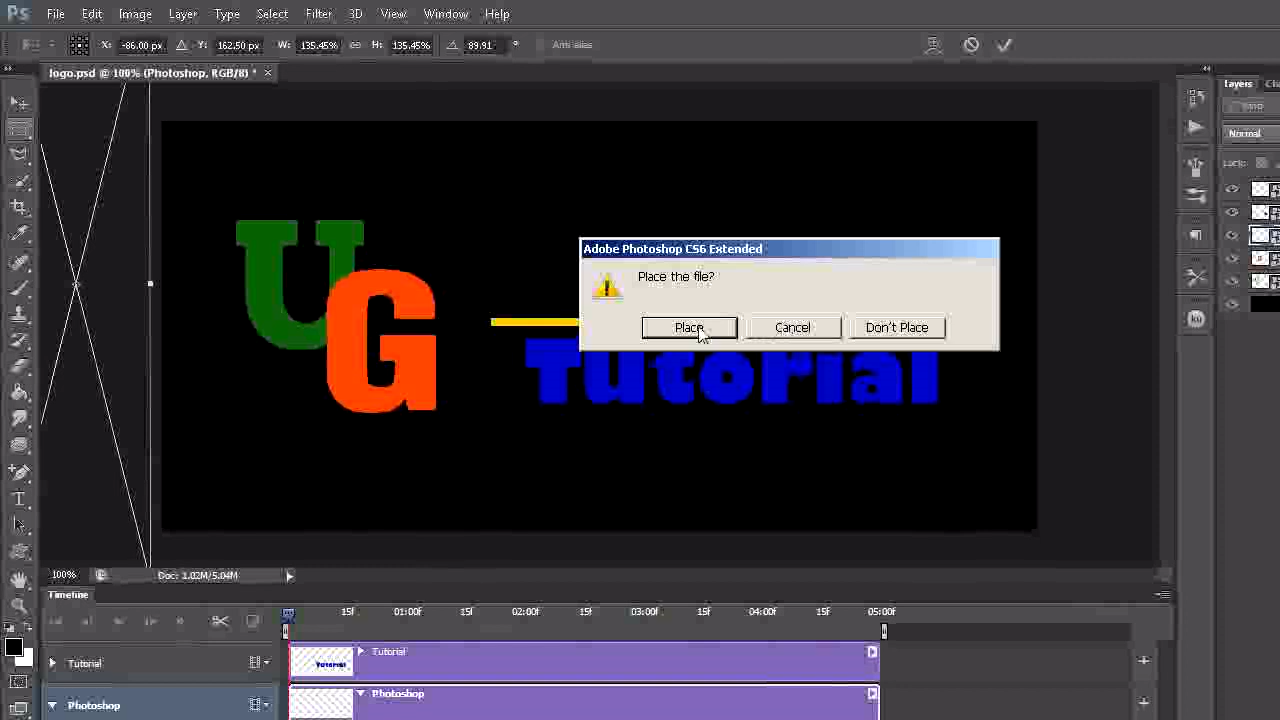 Ps File Edit Image Layer Type Select Filter 3D View Window Help
X: -86.00 px Y: 162.50 px W: 135.45% H: 135.45% 89.91 ° Anti alias
logo.psd @ 100% (Photoshop, RGB/8) * ×
Layers
Normal
Lock:
U
G
Adobe Photoshop CS6 Extended
Place the file?
Place Cancel Don't Place
Tutorial
ku
T
100% Doc: 1.02M/5.04M
Timeline
15f 01:00f 15f 02:00f 15f 03:00f 15f 04:00f 15f 05:00f
Tutorial Tutorial Tutorial
Photoshop Photoshop